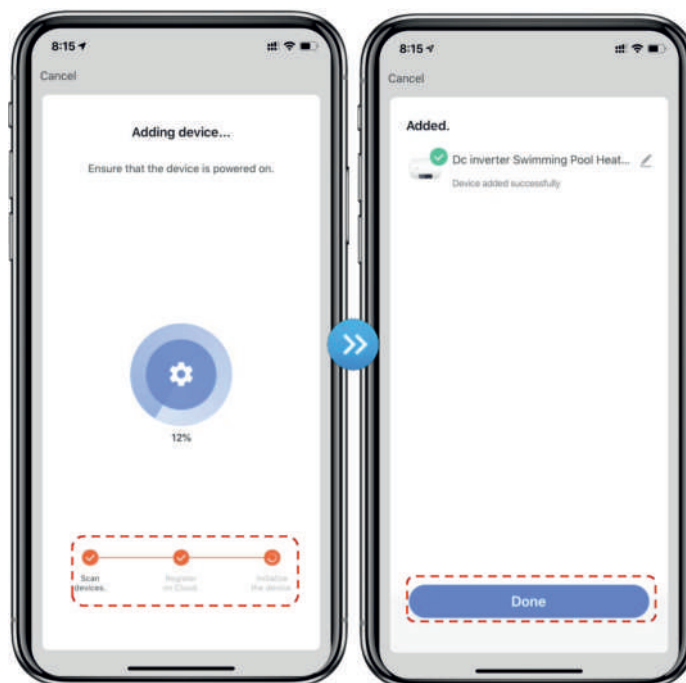 8:15
Cancel
Adding device...
Ensure that the device is powered on.
12%
Scan
devices.
Register
on Cloud.
Initialize
the device
8:15
Cancel
Added.
Dc inverter Swimming Pool Heat...
Device added successfully
Done